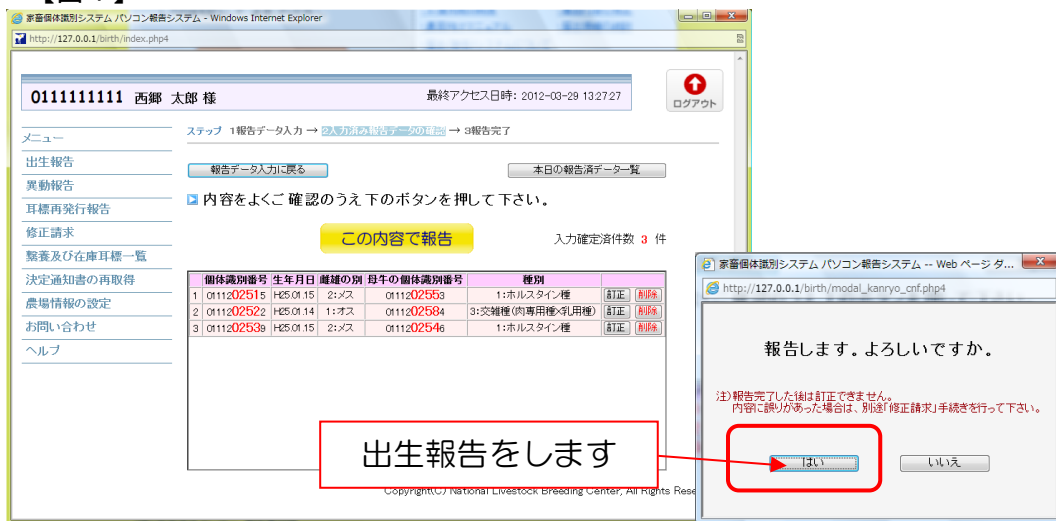 家畜個体識別システム パソコン報告システム - Windows Internet Explorer
http://127.0.0.1/birth/index.php4
0111111111 西郷 太郎 様
最終アクセス日時: 2012-03-29 13:27:27
ログアウト
メニュー
出生報告
異動報告
耳標再発行報告
修正請求
繋養及び在庫耳標一覧
決定通知書の再取得
農場情報の設定
お問い合わせ
ヘルプ
ステップ 1報告データ入力 → 2入力済み報告データの確認 → 3報告完了
報告データ入力に戻る
本日の報告済データ一覧
内容をよくご確認のうえ下のボタンを押して下さい。
この内容で報告
入力確定済件数 3 件
個体識別番号 生年月日 雌雄の別 母牛の個体識別番号 種別
1 0111202515 H25.01.15 2:メス 0111202553 1:ホルスタイン種 訂正 削除
2 0111202522 H25.01.14 1:オス 0111202584 3:交雑種(肉専用種×乳用種) 訂正 削除
3 0111202539 H25.01.15 2:メス 0111202546 1:ホルスタイン種 訂正 削除
Copyright(C) National Livestock Breeding Center, All Rights Rese
家畜個体識別システム パソコン報告システム -- Web ページ ダ...
http://127.0.0.1/birth/modal_kanryo_cnf.php4
報告します。よろしいですか。
注)報告完了した後は訂正できません。
内容に誤りがあった場合は、別途「修正請求」手続きを行って下さい。
はい
いいえ
出生報告をします